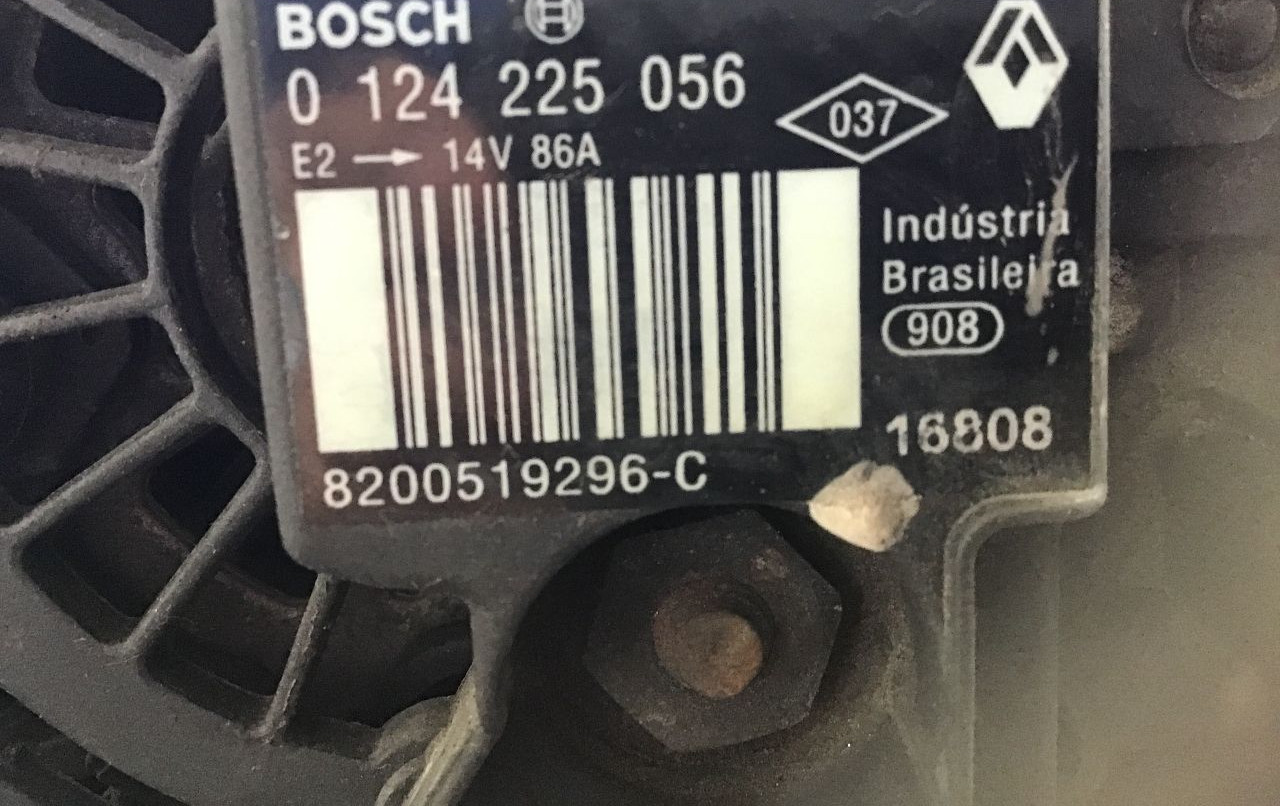 BOSCH
0 124 225 056
037
E2 → 14V 86A
Indústria
Brasileira
908
16808
8200519296-C